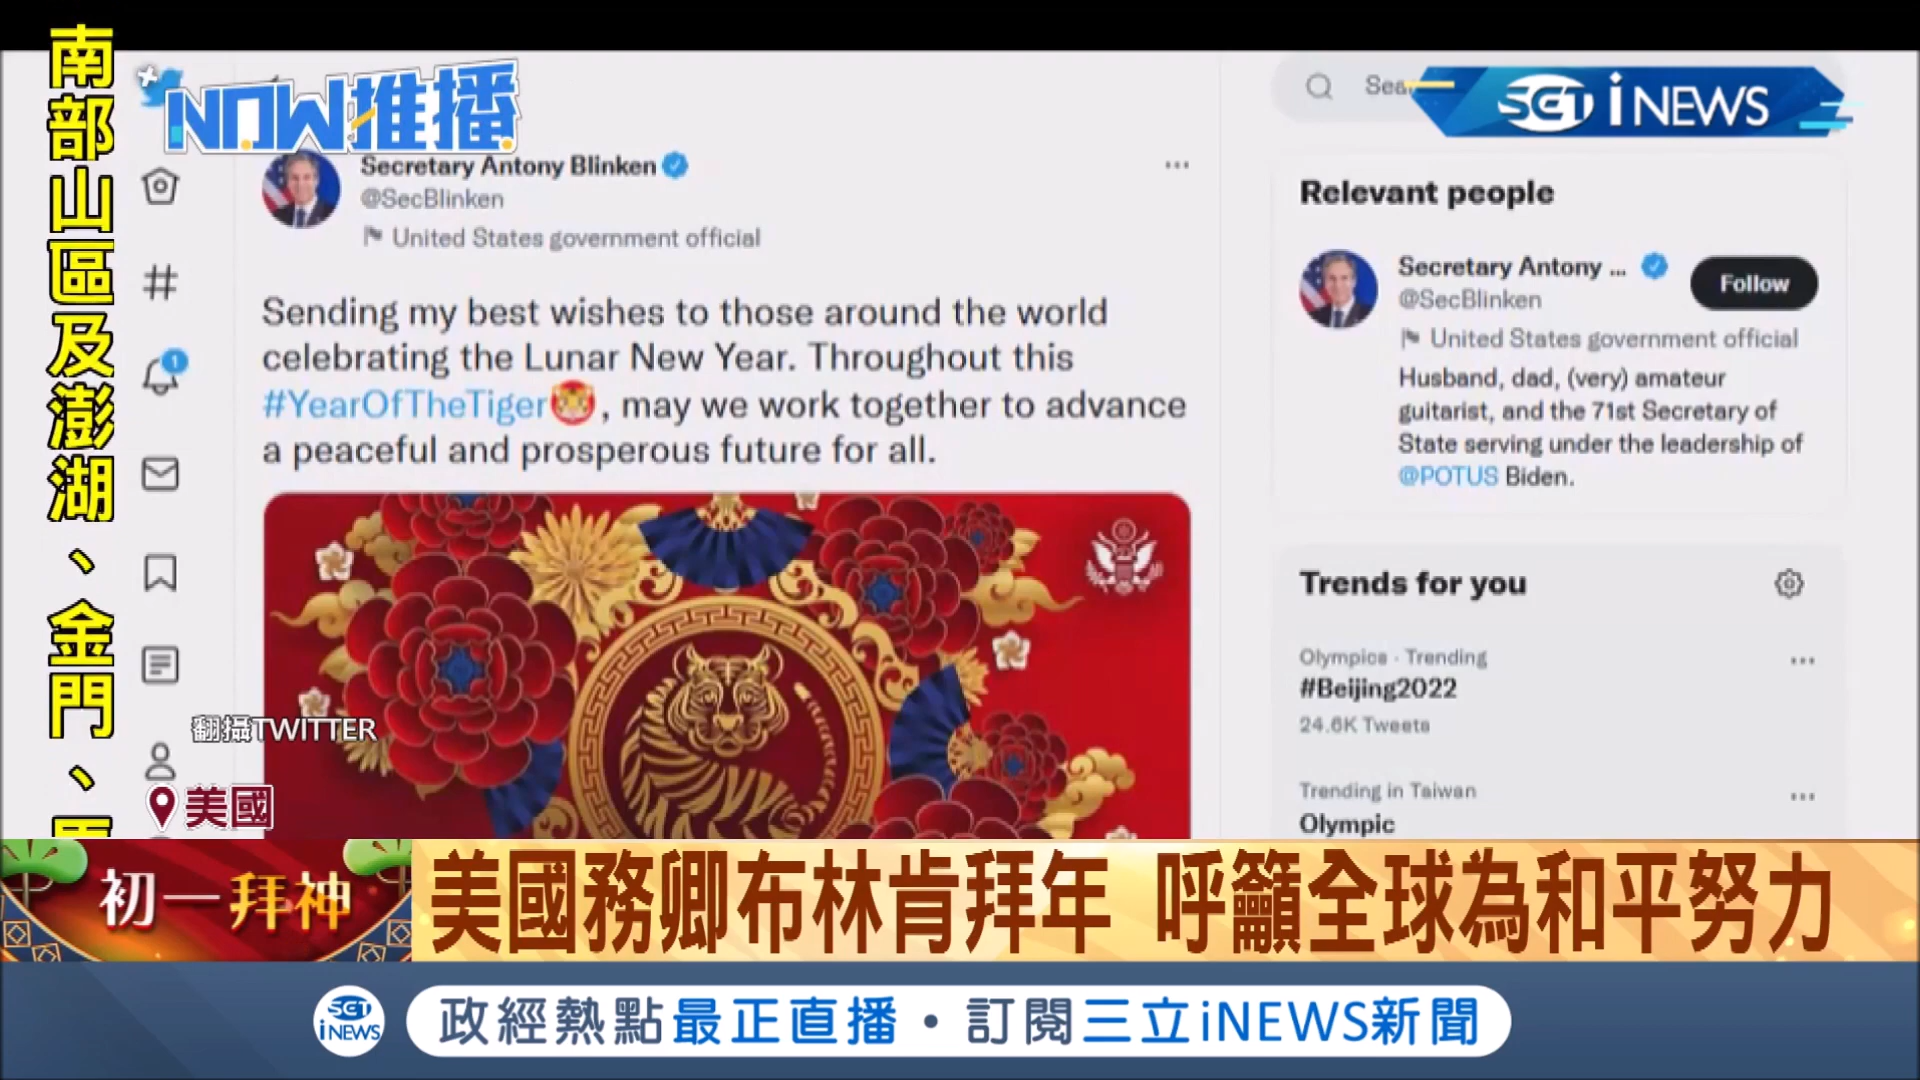 南部山區及澎湖、金門、馬
NOW推播
SET iNEWS
Secretary Antony Blinken
@SecBlinken
United States government official
Sending my best wishes to those around the world
celebrating the Lunar New Year. Throughout this
#YearOfTheTiger, may we work together to advance
a peaceful and prosperous future for all.
1
Relevant people
Secretary Antony ...
@SecBlinken
Follow
United States government official
Husband, dad, (very) amateur
guitarist, and the 71st Secretary of
State serving under the leadership of
@POTUS Biden.
Trends for you
Olympics · Trending
#Beijing2022
24.6K Tweets
Trending in Taiwan
Olympic
翻攝TWITTER
美國
初一拜神
美國務卿布林肯拜年 呼籲全球為和平努力
SET iNEWS
政經熱點最正直播・訂閱三立iNEWS新聞